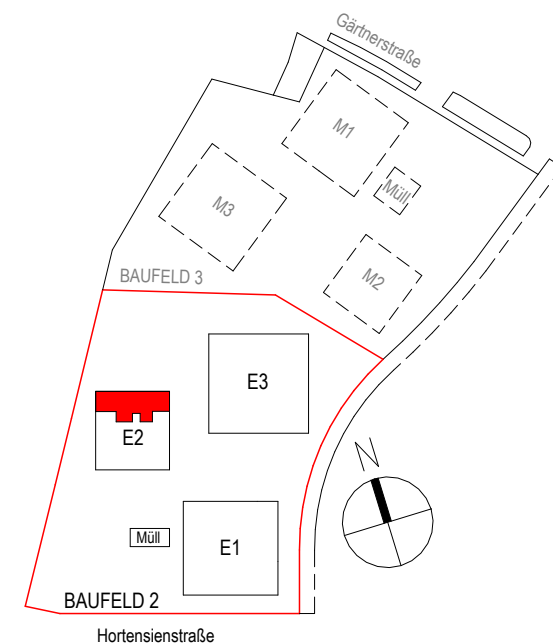 Gärtnerstraße
M1
Müll
M3
M2
BAUFELD 3
E3
E2
Müll
E1
N
BAUFELD 2
Hortensienstraße